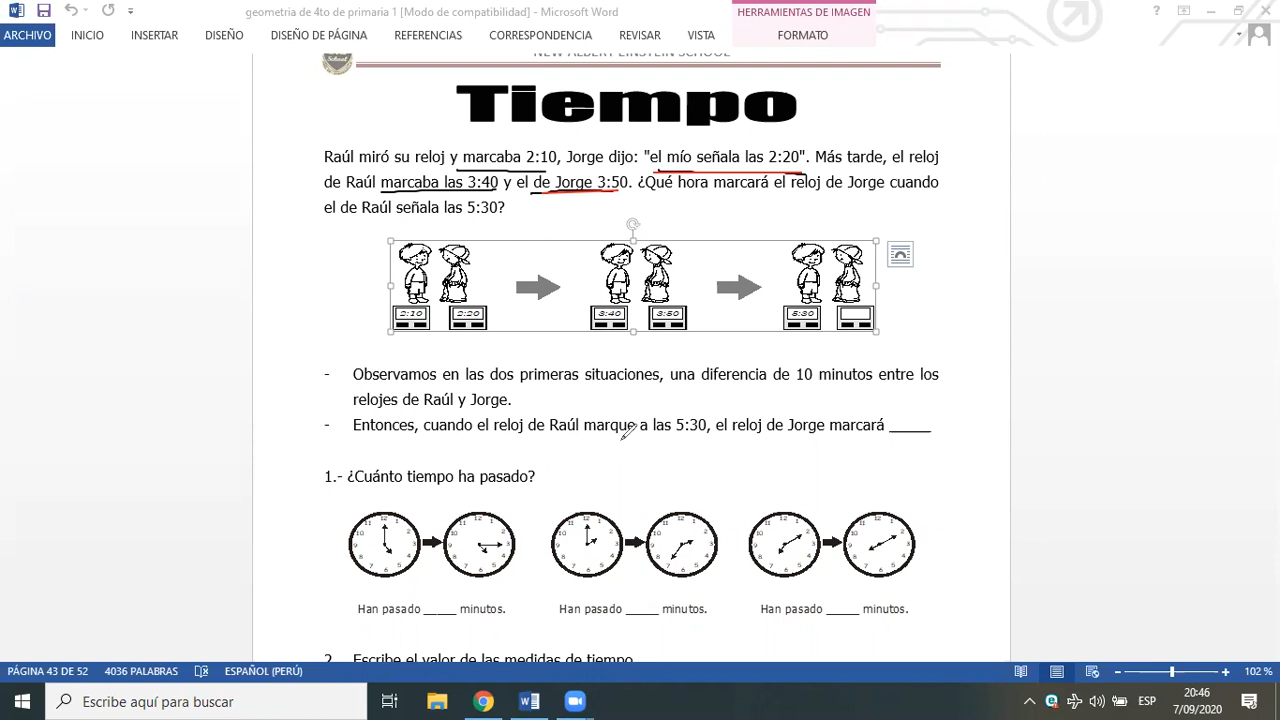 geometria de 4to de primaria 1 [Modo de compatibilidad] - Microsoft Word
HERRAMIENTAS DE IMAGEN
ARCHIVO INICIO INSERTAR DISEÑO DISEÑO DE PÁGINA REFERENCIAS CORRESPONDENCIA REVISAR VISTA FORMATO
NEW ALBERT EINSTEIN SCHOOL
Tiempo
Raúl miró su reloj y marcaba 2:10, Jorge dijo: "el mío señala las 2:20". Más tarde, el reloj
de Raúl marcaba las 3:40 y el de Jorge 3:50. ¿Qué hora marcará el reloj de Jorge cuando
el de Raúl señala las 5:30?
2:10 2:20 3:40 3:50 5:30
- Observamos en las dos primeras situaciones, una diferencia de 10 minutos entre los
relojes de Raúl y Jorge.
- Entonces, cuando el reloj de Raúl marque a las 5:30, el reloj de Jorge marcará _____
1.- ¿Cuánto tiempo ha pasado?
Han pasado _____ minutos. Han pasado _____ minutos. Han pasado _____ minutos.
2. Escribe el valor de las medidas de tiempo
PÁGINA 43 DE 52 4036 PALABRAS ESPAÑOL (PERÚ) 102 %
Escribe aquí para buscar
ESP
20:46
7/09/2020